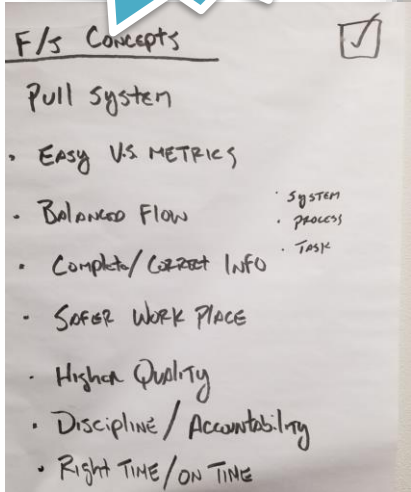 F/S Concepts
Pull System
· EASY V.S. METRICS
· BALANCED FLOW
· SYSTEM
· PROCESS
· TASK
· Complete/CORRECT INFO
· SAFER WORK PLACE
· Higher Quality
· Discipline/Accountability
· Right TIME/ON TIME